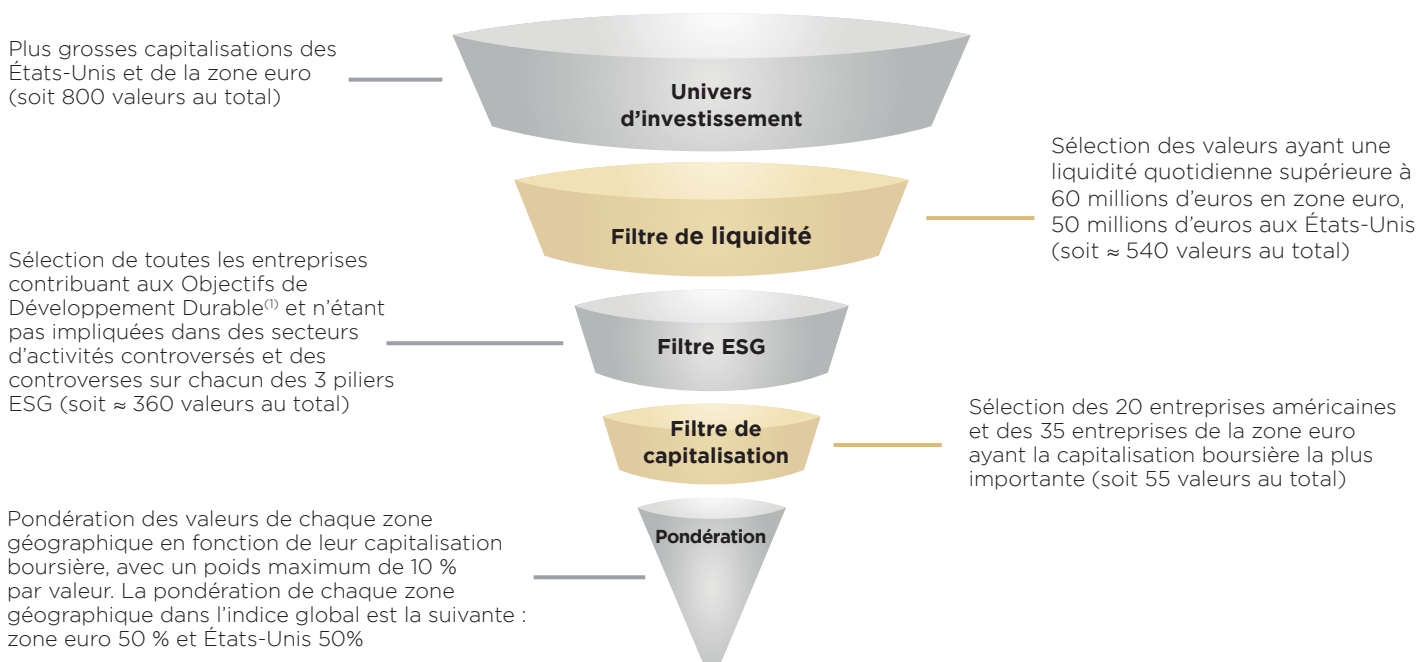 Plus grosses capitalisations des
États-Unis et de la zone euro
(soit 800 valeurs au total)
Univers
d’investissement
Sélection des valeurs ayant une
liquidité quotidienne supérieure à
60 millions d’euros en zone euro,
50 millions d’euros aux États-Unis
(soit ≈ 540 valeurs au total)
Filtre de liquidité
Sélection de toutes les entreprises
contribuant aux Objectifs de
Développement Durable⁽¹⁾ et n’étant
pas impliquées dans des secteurs
d’activités controversés et des
controverses sur chacun des 3 piliers
ESG (soit ≈ 360 valeurs au total)
Filtre ESG
Filtre de
capitalisation
Sélection des 20 entreprises américaines
et des 35 entreprises de la zone euro
ayant la capitalisation boursière la plus
importante (soit 55 valeurs au total)
Pondération des valeurs de chaque zone
géographique en fonction de leur capitalisation
boursière, avec un poids maximum de 10 %
par valeur. La pondération de chaque zone
géographique dans l’indice global est la suivante :
zone euro 50 % et États-Unis 50%
Pondération